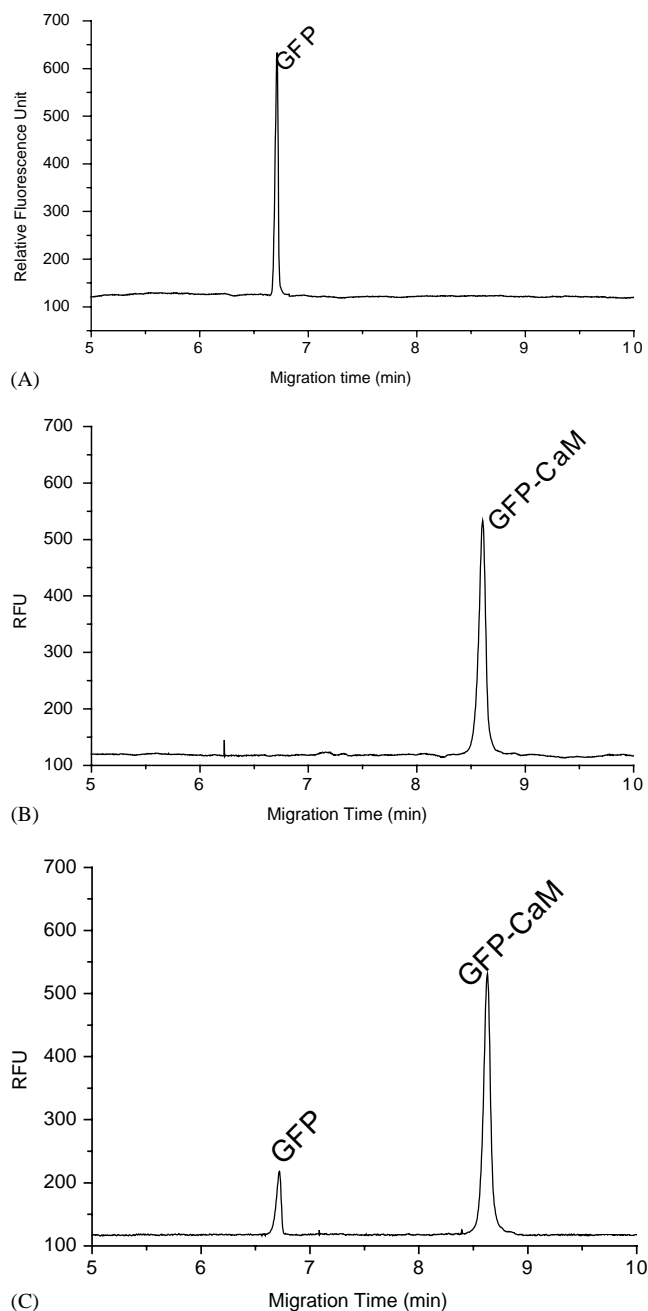 700
600
500
400
300
200
100
Relative Fluorescence Unit
GFP
5 6 7 8 9 10
Migration time (min)
(A)
700
600
500
400
300
200
100
RFU
GFP-CaM
5 6 7 8 9 10
Migration Time (min)
(B)
700
600
500
400
300
200
100
RFU
GFP
GFP-CaM
5 6 7 8 9 10
Migration Time (min)
(C)